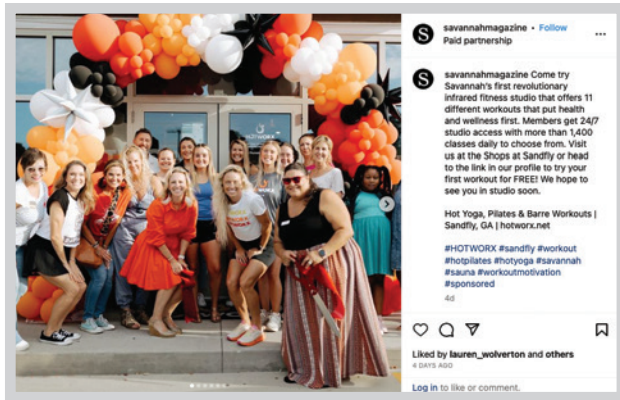 HOTWORX
S
savannahmagazine • Follow
Paid partnership
...
S
savannahmagazine Come try
Savannah's first revolutionary
infrared fitness studio that offers 11
different workouts that put health
and wellness first. Members get 24/7
studio access with more than 1,400
classes daily to choose from. Visit
us at the Shops at Sandfly or head
to the link in our profile to try your
first workout for FREE! We hope to
see you in studio soon.
Hot Yoga, Pilates & Barre Workouts |
Sandfly, GA | hotworx.net
#HOTWORX #sandfly #workout
#hotpilates #hotyoga #savannah
#sauna #workoutmotivation
#sponsored
4d
Liked by lauren_wolverton and others
4 DAYS AGO
Log in to like or comment.